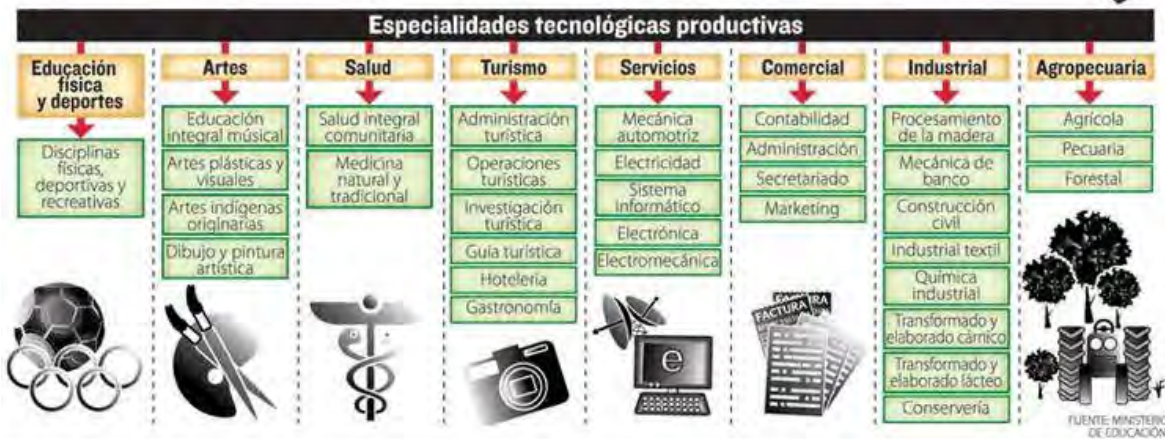 Especialidades tecnológicas productivas
Educación
física
y deportes
Disciplinas
físicas,
deportivas y
recreativas
Artes
Educación
integral músical
Artes plásticas y
visuales
Artes indígenas
originarias
Dibujo y pintura
artística
Salud
Salud integral
comunitaria
Medicina
natural y
tradicional
Turismo
Administración
turística
Operaciones
turísticas
Investigación
turística
Guía turística
Hotelería
Gastronomía
Servicios
Mecánica
automotriz
Electricidad
Sistema
informático
Electrónica
Electromecánica
e
Comercial
Contabilidad
Administración
Secretariado
Marketing
FACTURA
Industrial
Procesamiento
de la madera
Mecánica de
banco
Construcción
civil
Industrial textil
Química
industrial
Transformado y
elaborado cárnico
Transformado y
elaborado lácteo
Conservería
Agropecuaria
Agrícola
Pecuaria
Forestal
FUENTE: MINISTERIO
DE EDUCACIÓN